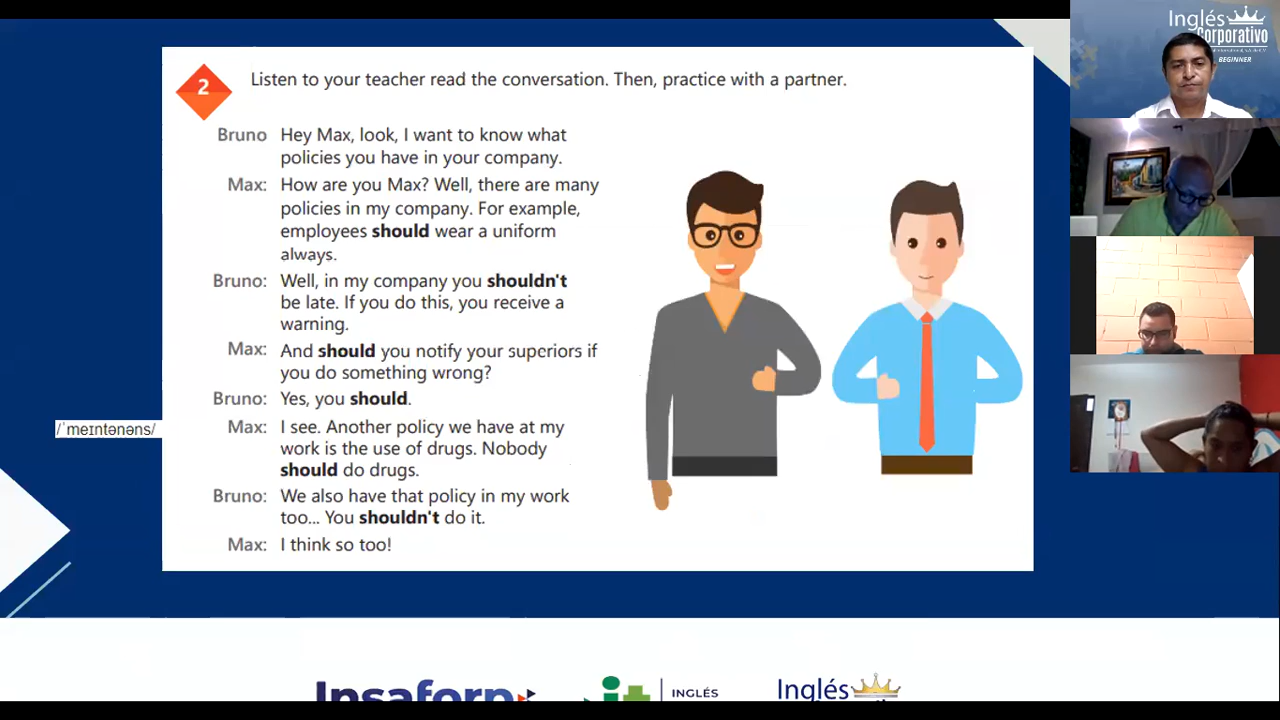 2
Listen to your teacher read the conversation. Then, practice with a partner.
Bruno Hey Max, look, I want to know what
policies you have in your company.
Max: How are you Max? Well, there are many
policies in my company. For example,
employees should wear a uniform
always.
Bruno: Well, in my company you shouldn't
be late. If you do this, you receive a
warning.
Max: And should you notify your superiors if
you do something wrong?
Bruno: Yes, you should.
Max: I see. Another policy we have at my
work is the use of drugs. Nobody
should do drugs.
Bruno: We also have that policy in my work
too... You shouldn't do it.
Max: I think so too!
/ˈmeɪntənəns/
Insaforp
INGLÉS
Inglés
Inglés
Corporativo
BEGINNER